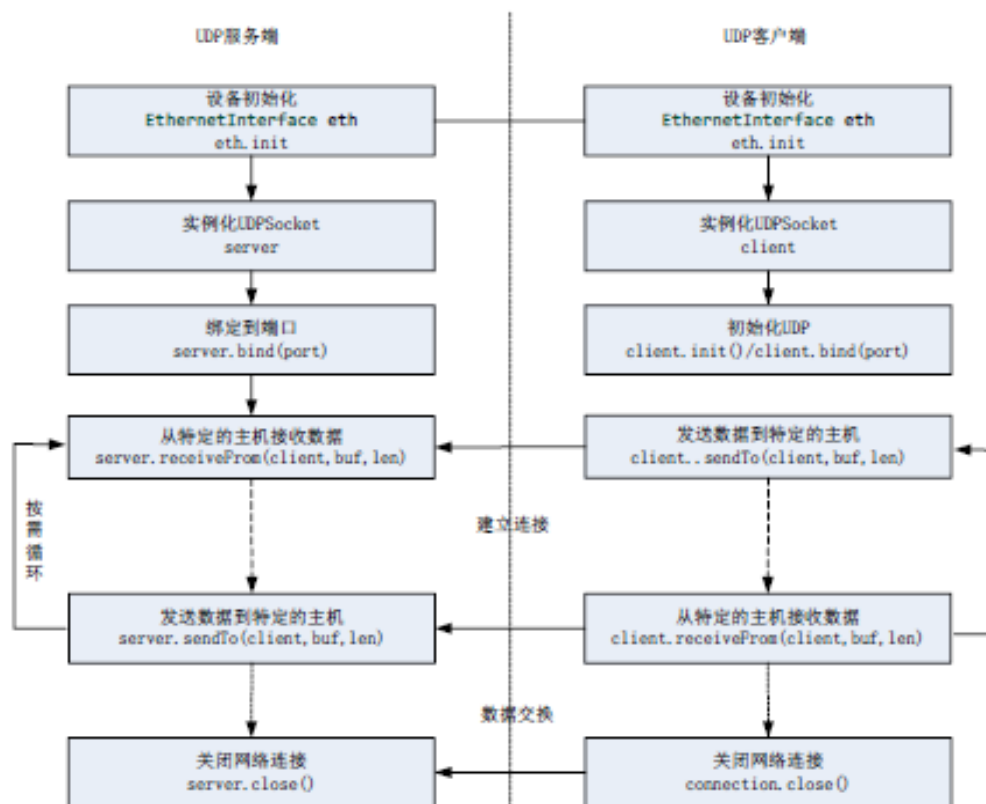 UDP服务端
UDP客户端
设备初始化
EthernetInterface eth
eth.init
设备初始化
EthernetInterface eth
eth.init
实例化UDPSocket
server
实例化UDPSocket
client
绑定到端口
server.bind(port)
初始化UDP
client.init()/client.bind(port)
从特定的主机接收数据
server.receiveFrom(client,buf,len)
发送数据到特定的主机
client..sendTo(client,buf,len)
按需循环
建立连接
发送数据到特定的主机
server.sendTo(client,buf,len)
从特定的主机接收数据
client.receiveFrom(client,buf,len)
数据交换
关闭网络连接
server.close()
关闭网络连接
connection.close()